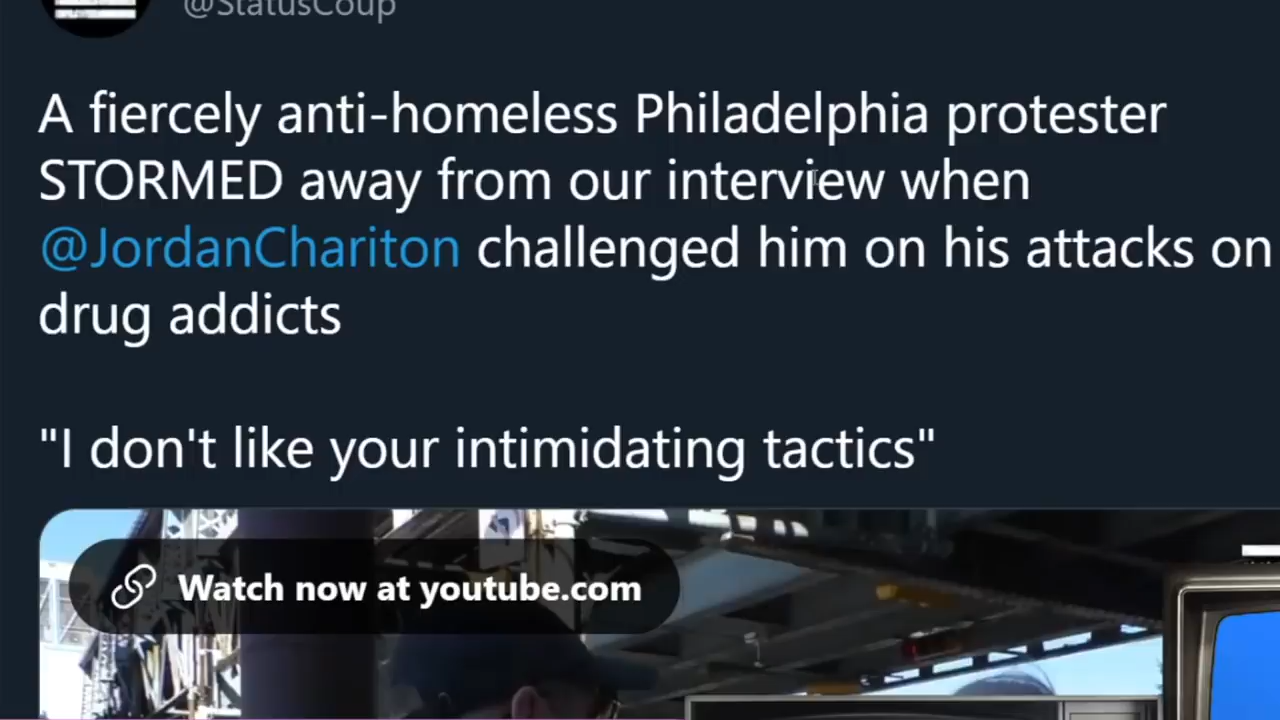 @StatusCoup
A fiercely anti-homeless Philadelphia protester
STORMED away from our interview when
@JordanChariton challenged him on his attacks on
drug addicts
"I don't like your intimidating tactics"
Watch now at youtube.com